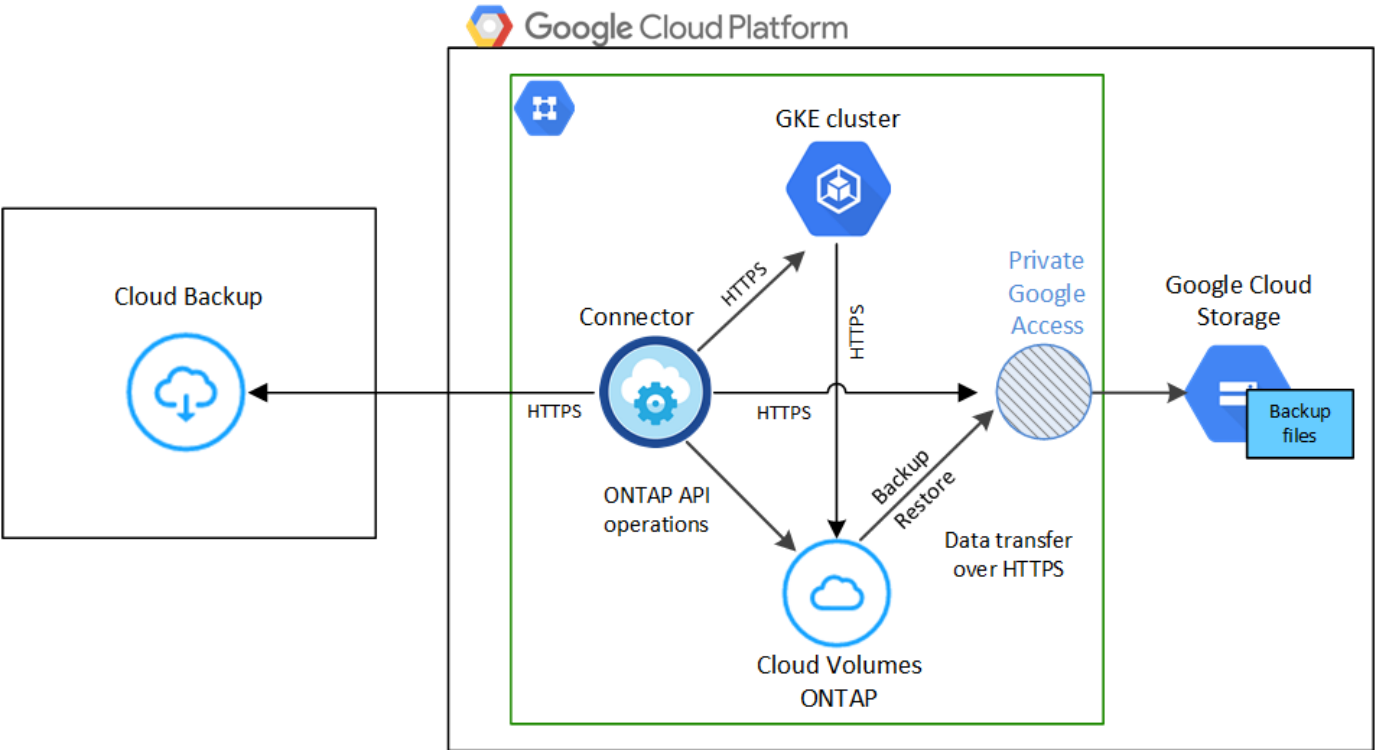 Google Cloud Platform
GKE cluster
Private
Google
Access
Google Cloud
Storage
Cloud Backup
Connector
HTTPS
HTTPS
HTTPS
HTTPS
Backup
files
Backup
Restore
ONTAP API
operations
Data transfer
over HTTPS
Cloud Volumes
ONTAP